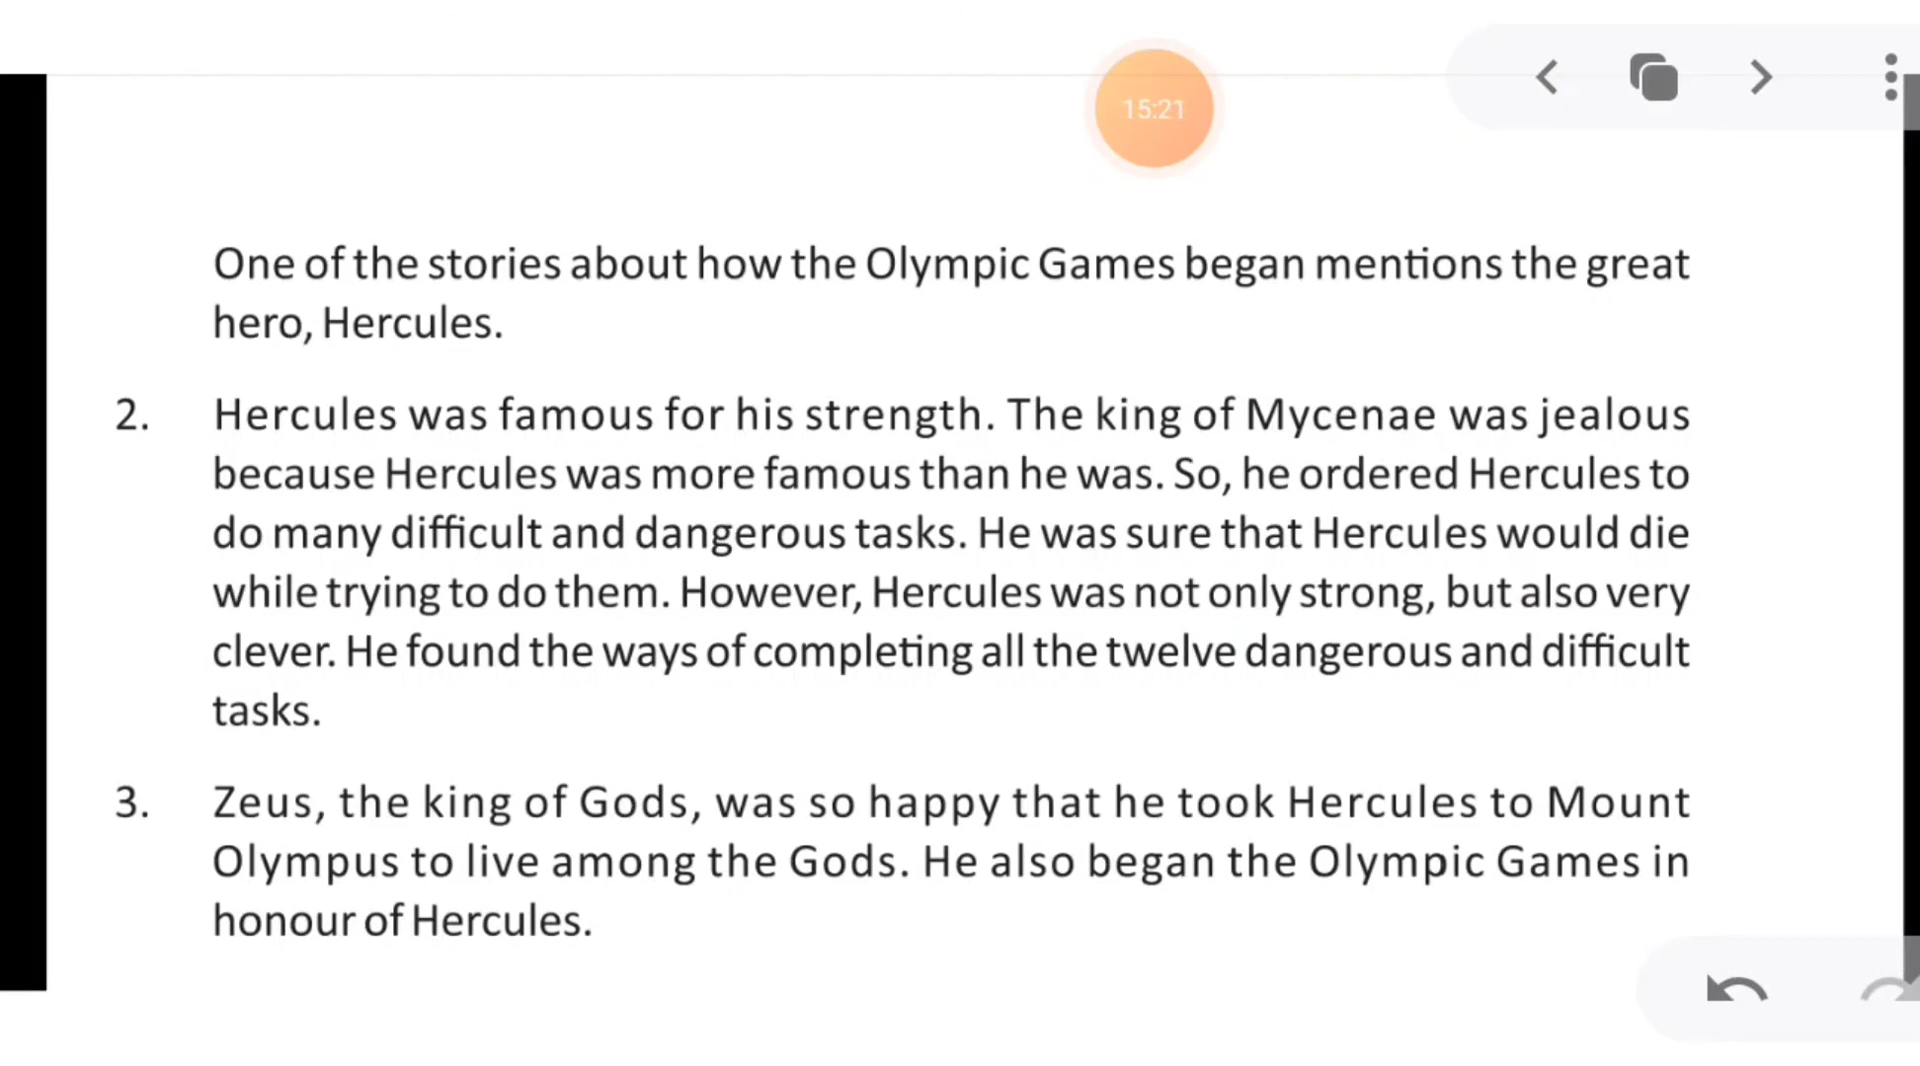 15:21
One of the stories about how the Olympic Games began mentions the great
hero, Hercules.
2. Hercules was famous for his strength. The king of Mycenae was jealous
because Hercules was more famous than he was. So, he ordered Hercules to
do many difficult and dangerous tasks. He was sure that Hercules would die
while trying to do them. However, Hercules was not only strong, but also very
clever. He found the ways of completing all the twelve dangerous and difficult
tasks.
3. Zeus, the king of Gods, was so happy that he took Hercules to Mount
Olympus to live among the Gods. He also began the Olympic Games in
honour of Hercules.